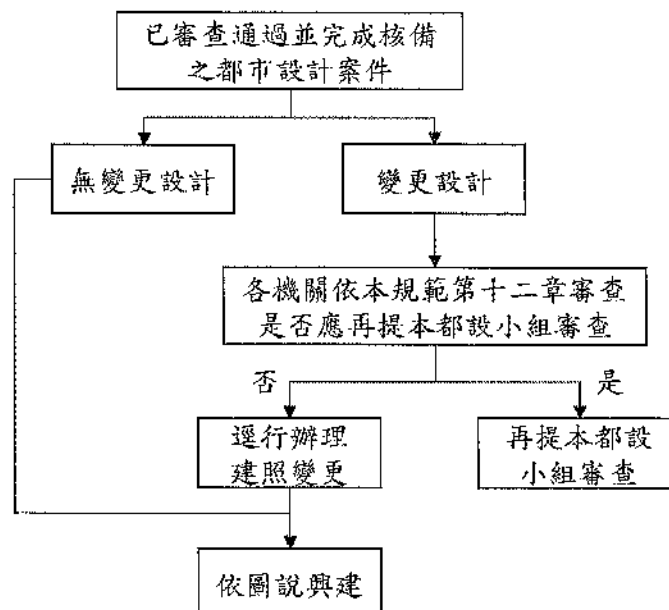 已審查通過並完成核備
之都市設計案件
無變更設計
變更設計
各機關依本規範第十二章審查
是否應再提本都設小組審查
否
是
逕行辦理
建照變更
再提本都設
小組審查
依圖說興建